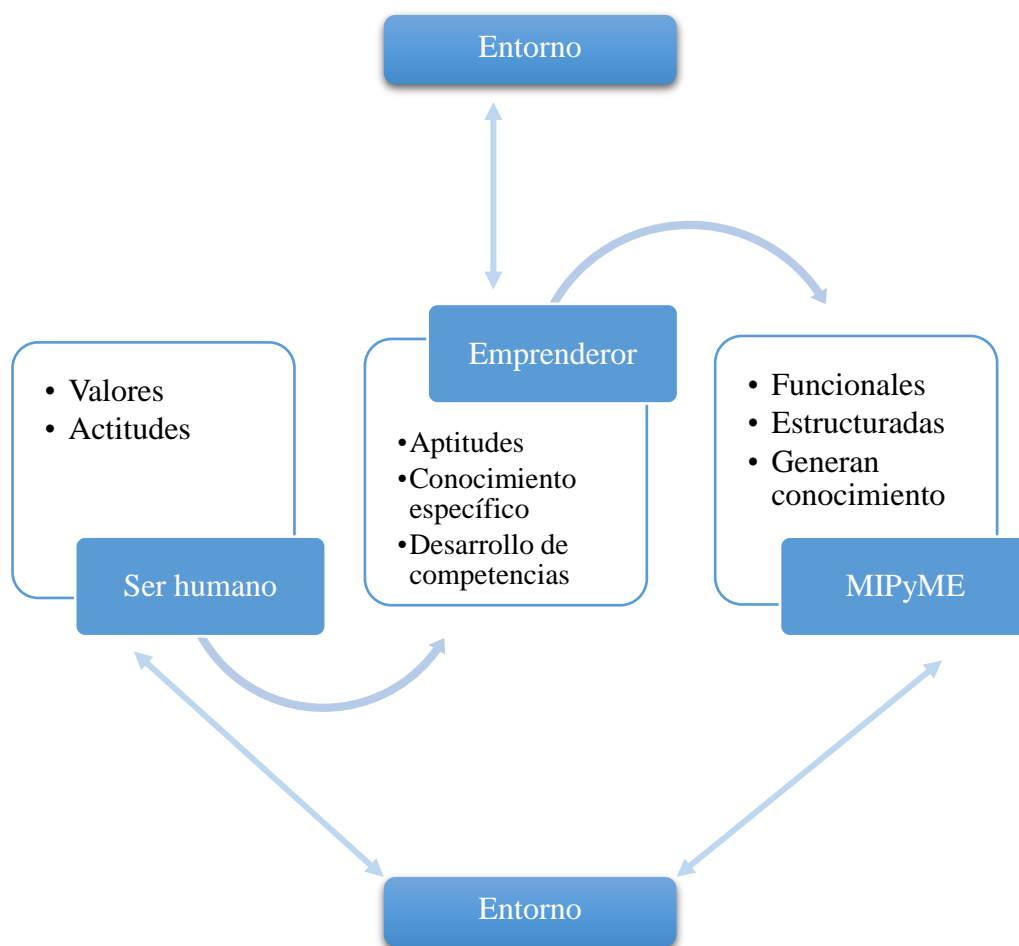 Entorno
• Valores
• Actitudes
Ser humano
Emprenderor
•Aptitudes
•Conocimiento
específico
•Desarrollo de
competencias
• Funcionales
• Estructuradas
• Generan
conocimiento
MIPyME
Entorno